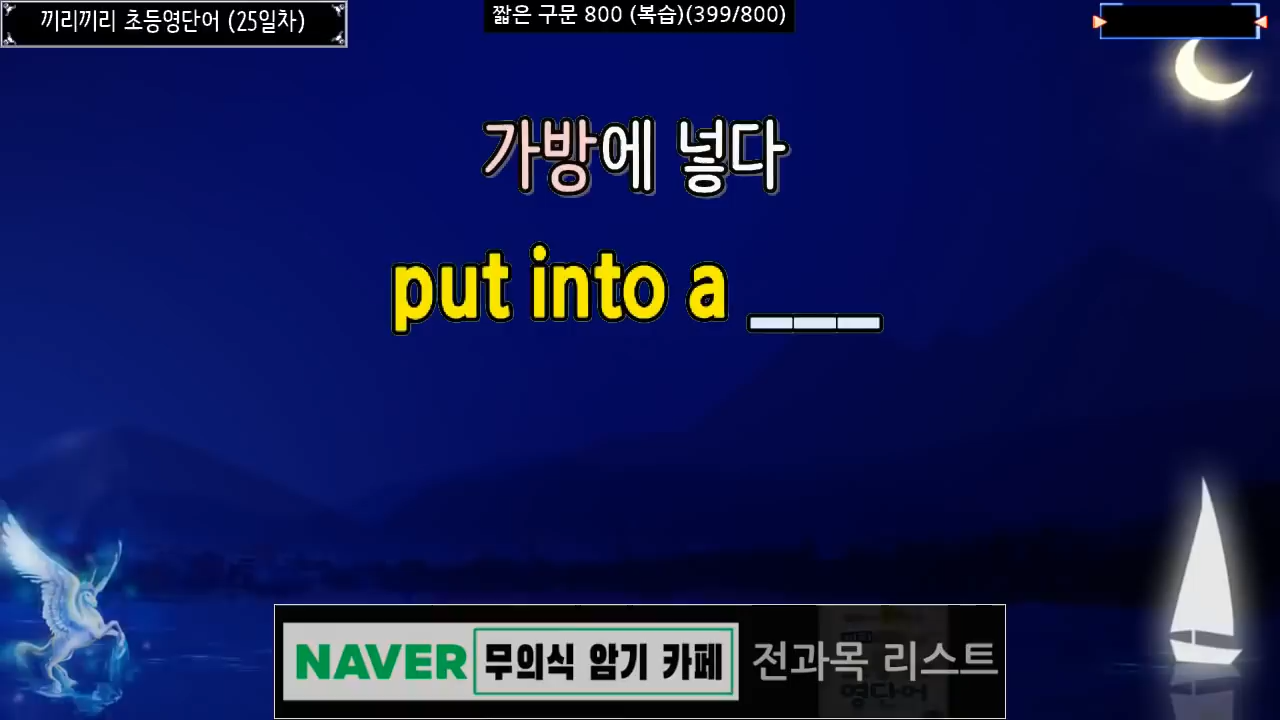 끼리끼리 초등영단어 (25일차)
짧은 구문 800 (복습)(399/800)
가방에 넣다
put into a ___
NAVER 무의식 암기 카페 전과목 리스트
영단어